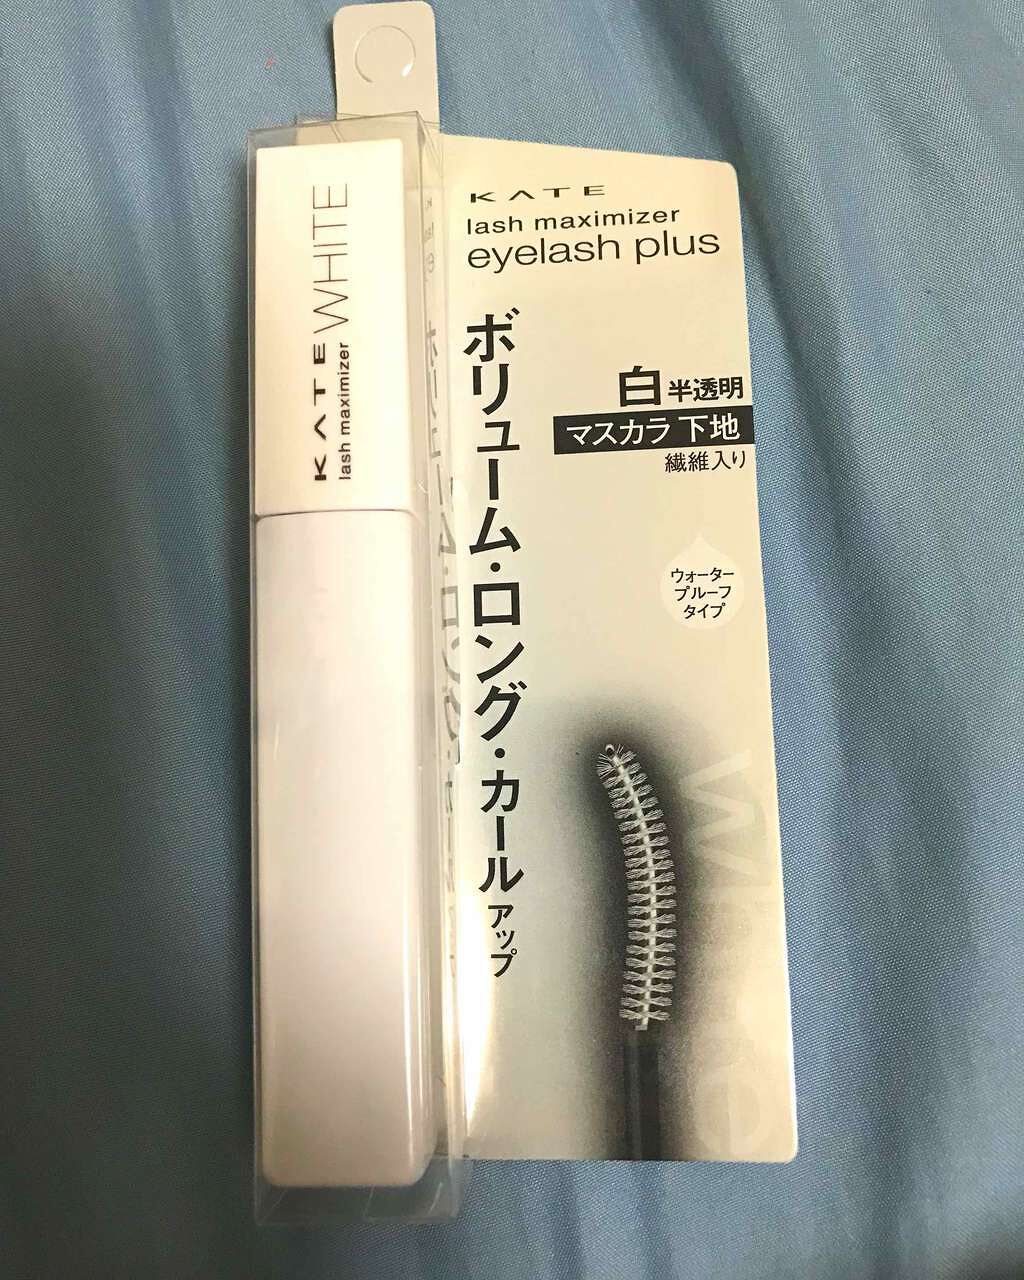 KATE
lash maximizer WHITE
KATE
lash maximizer
eyelash plus
ボリューム・ロング・カールアップ
白 半透明
マスカラ下地
繊維入り
ウォーター
プルーフ
タイプ
white